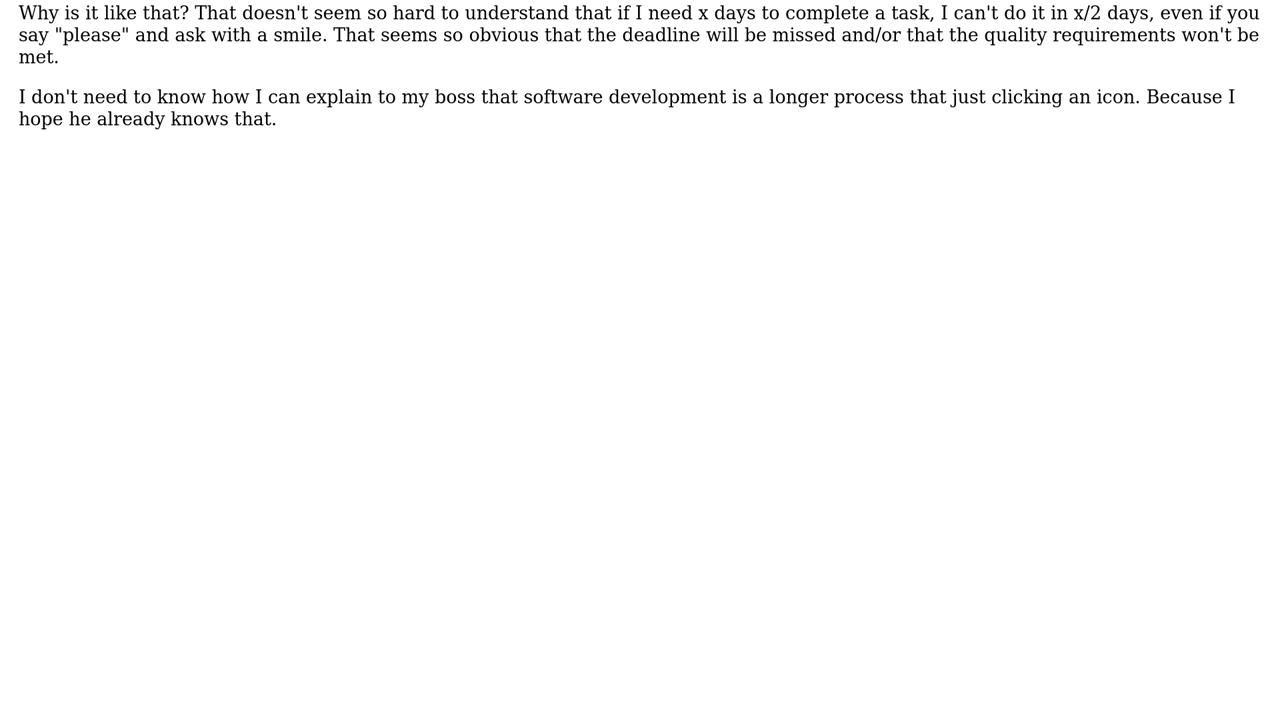 Why is it like that? That doesn't seem so hard to understand that if I need x days to complete a task, I can't do it in x/2 days, even if you
say "please" and ask with a smile. That seems so obvious that the deadline will be missed and/or that the quality requirements won't be
met.
I don't need to know how I can explain to my boss that software development is a longer process that just clicking an icon. Because I
hope he already knows that.